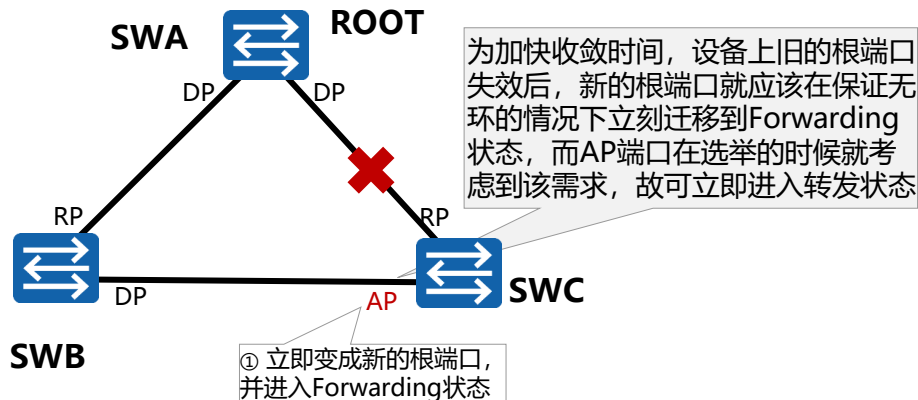 ROOT
SWA
DP
DP
为加快收敛时间，设备上旧的根端口
失效后，新的根端口就应该在保证无
环的情况下立刻迁移到Forwarding
状态，而AP端口在选举的时候就考
虑到该需求，故可立即进入转发状态
RP
RP
DP
AP
SWC
SWB
① 立即变成新的根端口，
并进入Forwarding状态